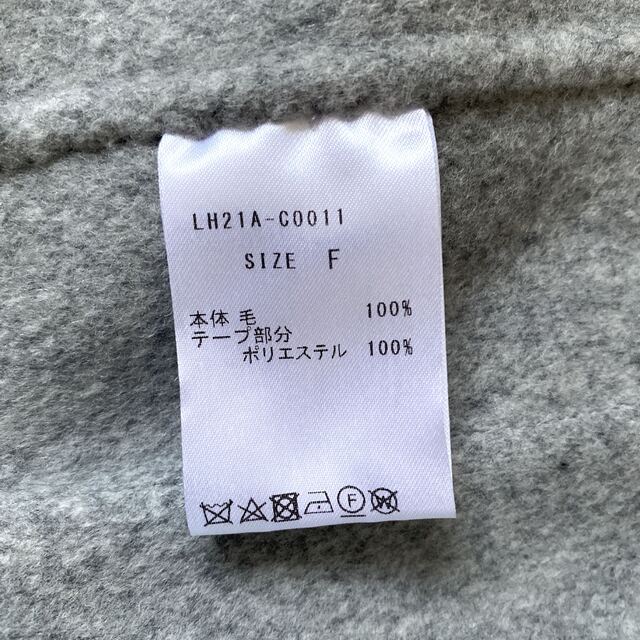 LH21A-C0011
SIZE F
本体 毛 100%
テープ部分
ポリエステル 100%
F W